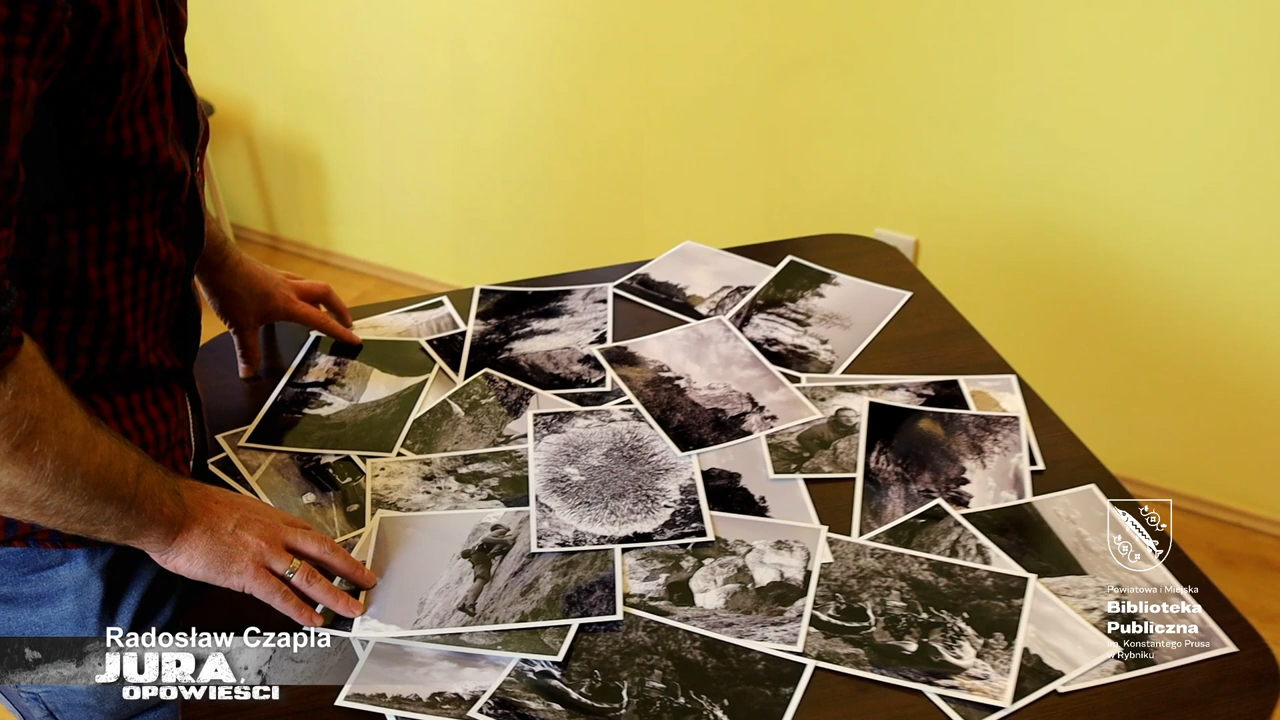 Radosław Czapla
JURA,
OPOWIEŚCI
Powiatowa i Miejska
Biblioteka
Publiczna
im. Konstantego Prusa
w Rybniku